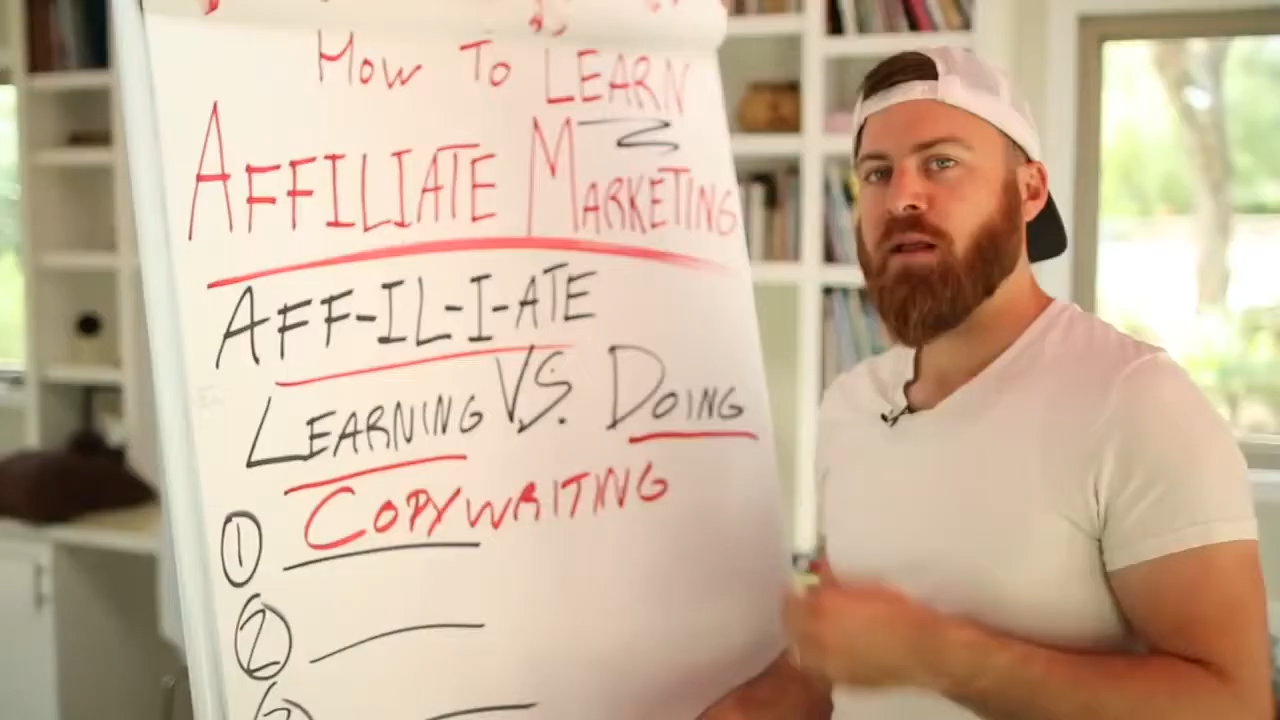 How To LEARN
AFFILIATE MARKETING
AFF-IL-I-ATE
LEARNING VS. DOING
1 COPYWRITING
2